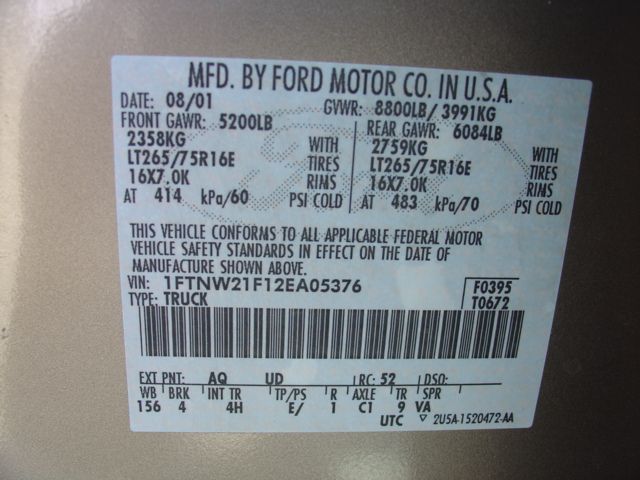 MFD. BY FORD MOTOR CO. IN U.S.A.
DATE: 08/01 GVWR: 8800LB/ 3991KG
FRONT GAWR: 5200LB REAR GAWR: 6084LB
2358KG WITH 2759KG WITH
LT265/75R16E TIRES LT265/75R16E TIRES
16X7.0K RIMS 16X7.0K RIMS
AT 414 kPa/60 PSI COLD AT 483 kPa/70 PSI COLD
THIS VEHICLE CONFORMS TO ALL APPLICABLE FEDERAL MOTOR
VEHICLE SAFETY STANDARDS IN EFFECT ON THE DATE OF
MANUFACTURE SHOWN ABOVE.
VIN: 1FTNW21F12EA05376 F0395
TYPE: TRUCK T0672
EXT PNT: AQ UD RC: 52 DSO:
WB BRK INT TR TP/PS R AXLE TR SPR
156 4 4H E/ 1 C1 9 VA
UTC ▽ 2U5A-1520472-AA